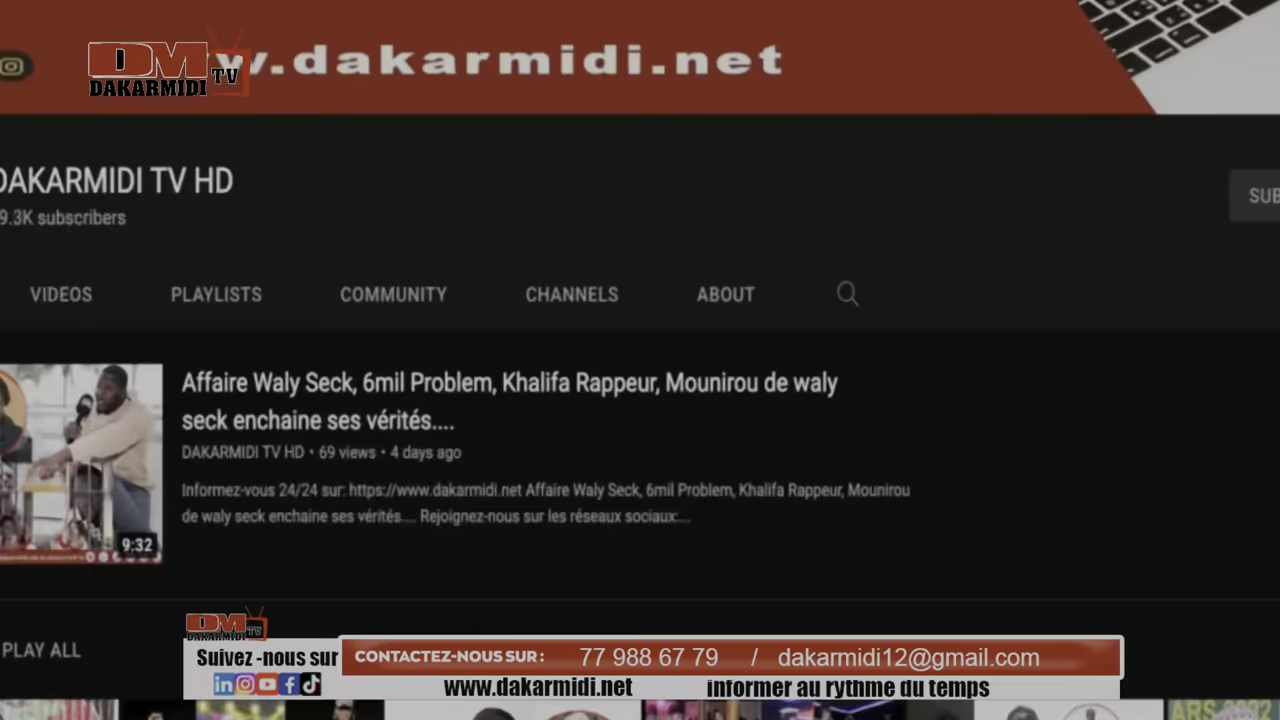 w.dakarmidi.net
DM
DAKARMIDI TV
DAKARMIDI TV HD
9.3K subscribers
SUB
VIDEOS PLAYLISTS COMMUNITY CHANNELS ABOUT
Affaire Waly Seck, 6mil Problem, Khalifa Rappeur, Mounirou de waly
seck enchaine ses vérités....
DAKARMIDI TV HD • 69 views • 4 days ago
Informez-vous 24/24 sur: https://www.dakarmidi.net Affaire Waly Seck, 6mil Problem, Khalifa Rappeur, Mounirou
de waly seck enchaine ses vérités.... Rejoignez-nous sur les réseaux sociaux:...
9:32
PLAY ALL
DM
DAKARMIDI TV
Suivez -nous sur
CONTACTEZ-NOUS SUR : 77 988 67 79 / dakarmidi12@gmail.com
www.dakarmidi.net informer au rythme du temps